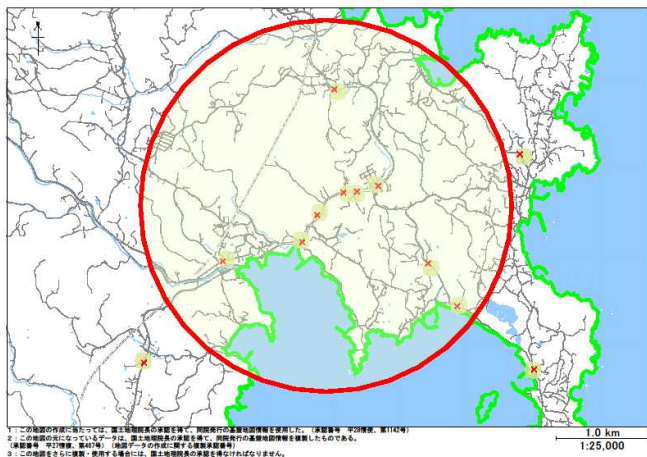 1：この地図の作成に当たっては、国土地理院長の承認を得て、同院発行の基盤地図情報を使用した。（承認番号　平29情使、第1142号）
2：この地図の元になっているデータは、国土地理院長の承認を得て、同院発行の基盤地図情報を複製したものである。
（承認番号　平27情複、第467号）（地図データの作成に関する複製承認番号）
3：この地図をさらに複製・使用する場合には、国土地理院長の承認を得なければなりません。
1.0 km
1:25,000